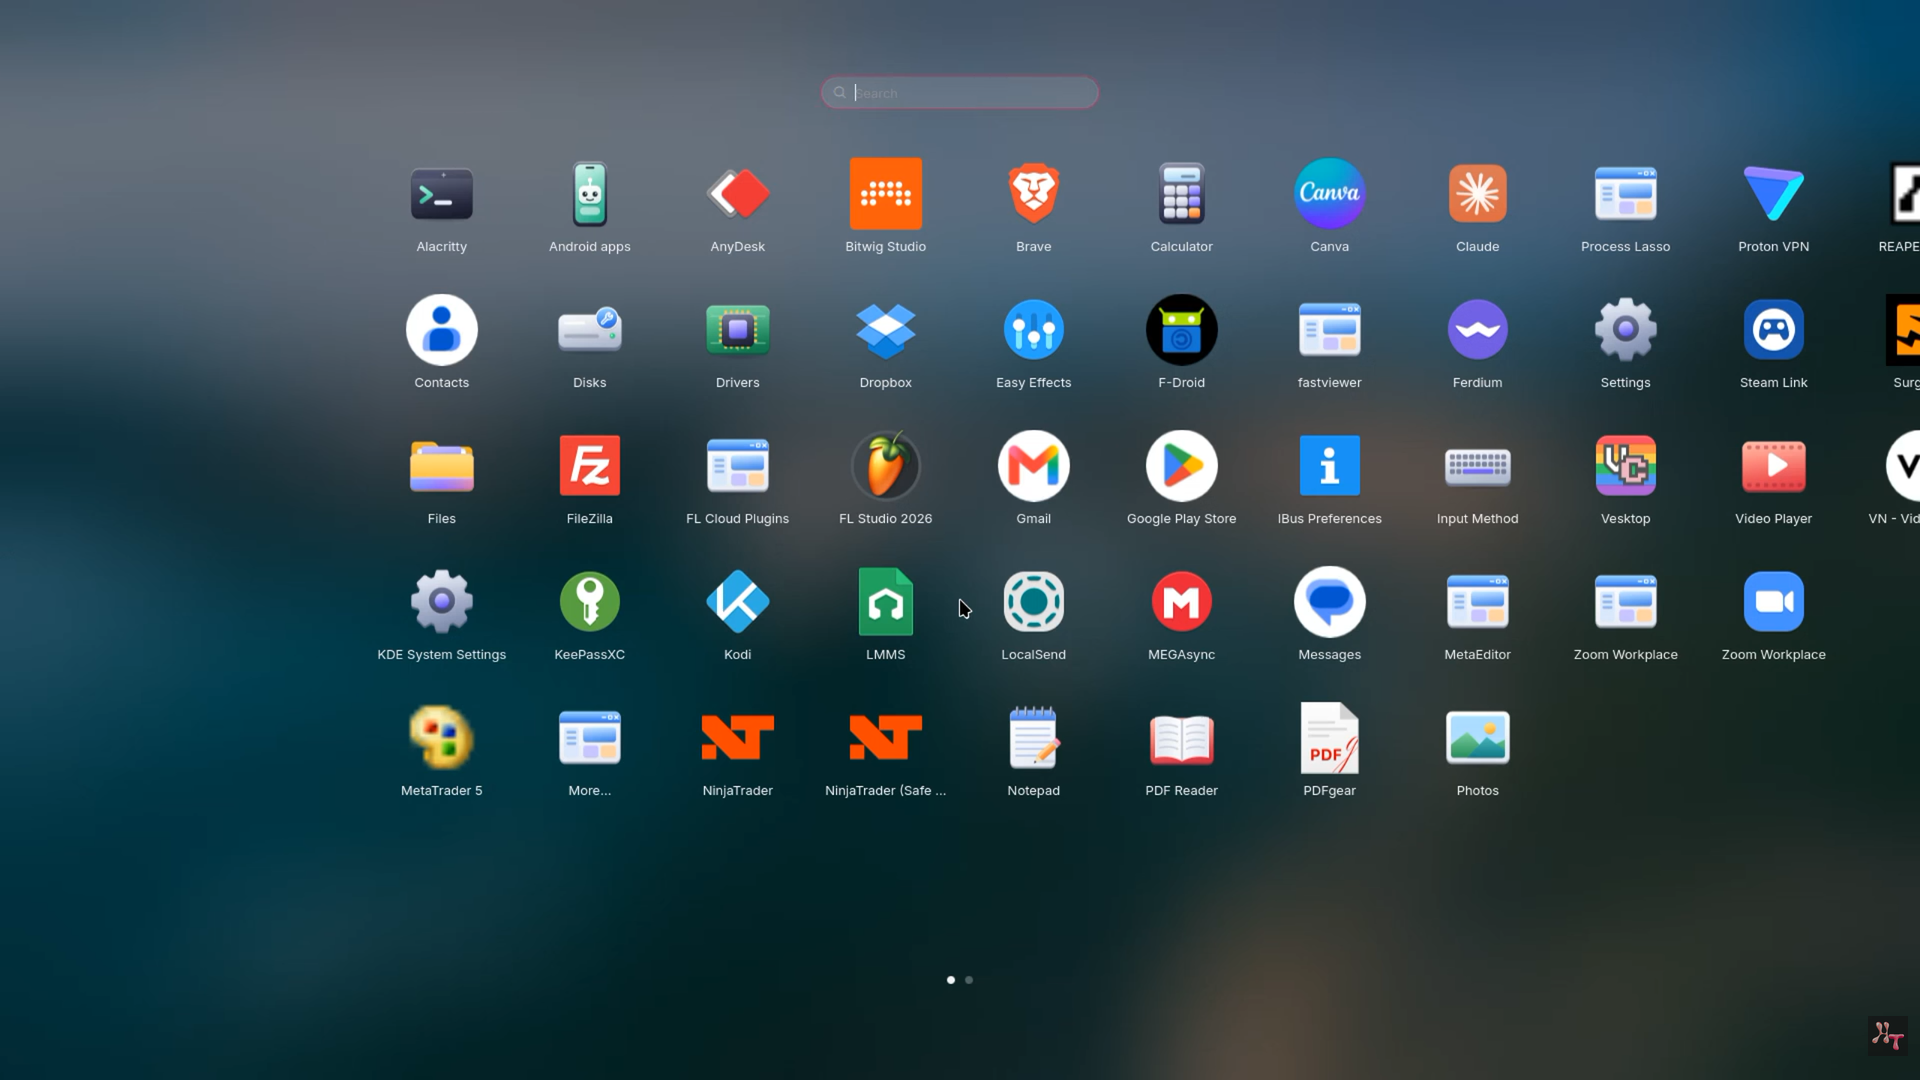 Search
Alacritty
Android apps
AnyDesk
Bitwig Studio
Brave
Calculator
Canva
Canva
Claude
Process Lasso
Proton VPN
REAPE
Contacts
Disks
Drivers
Dropbox
Easy Effects
F-Droid
fastviewer
Ferdium
Settings
Steam Link
Surg
Files
FileZilla
FL Cloud Plugins
FL Studio 2026
Gmail
Google Play Store
IBus Preferences
Input Method
Vesktop
Video Player
VN - Vid
KDE System Settings
KeePassXC
Kodi
LMMS
LocalSend
MEGAsync
Messages
MetaEditor
Zoom Workplace
Zoom Workplace
MetaTrader 5
More...
NinjaTrader
NinjaTrader (Safe ...
Notepad
PDF Reader
PDF
PDFgear
Photos